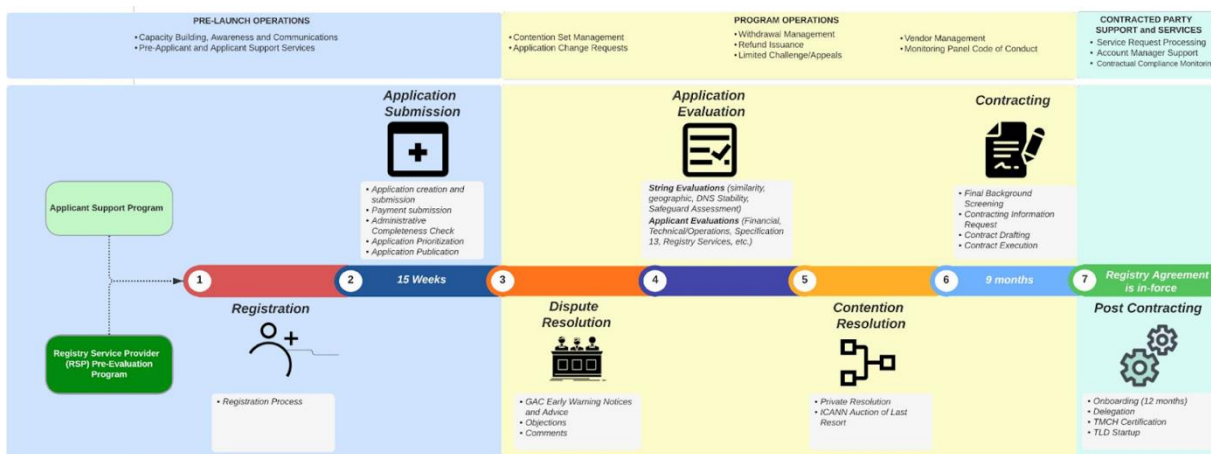 PRE-LAUNCH OPERATIONS
• Capacity Building, Awareness and Communications
• Pre-Applicant and Applicant Support Services
PROGRAM OPERATIONS
• Contention Set Management
• Application Change Requests
• Withdrawal Management
• Refund Issuance
• Limited Challenge/Appeals
• Vendor Management
• Monitoring Panel Code of Conduct
CONTRACTED PARTY
SUPPORT and SERVICES
• Service Request Processing
• Account Manager Support
• Contractual Compliance Monitorin
Application
Submission
• Application creation and
submission
• Payment submission
• Administrative
Completeness Check
• Application Prioritization
• Application Publication
Application
Evaluation
String Evaluations (similarity,
geographic, DNS Stability,
Safeguard Assessment)
Applicant Evaluations (Financial,
Technical/Operations, Specification
13, Registry Services, etc.)
Contracting
• Final Background
Screening
• Contracting Information
Request
• Contract Drafting
• Contract Execution
Applicant Support Program
1
2
15 Weeks
3
4
5
6
9 months
7
Registry Agreement
is in-force
Registry Service Provider
(RSP) Pre-Evaluation
Program
Registration
• Registration Process
Dispute
Resolution
• GAC Early Warning Notices
and Advice
• Objections
• Comments
Contention
Resolution
• Private Resolution
• ICANN Auction of Last
Resort
Post Contracting
• Onboarding (12 months)
• Delegation
• TMCH Certification
• TLD Startup